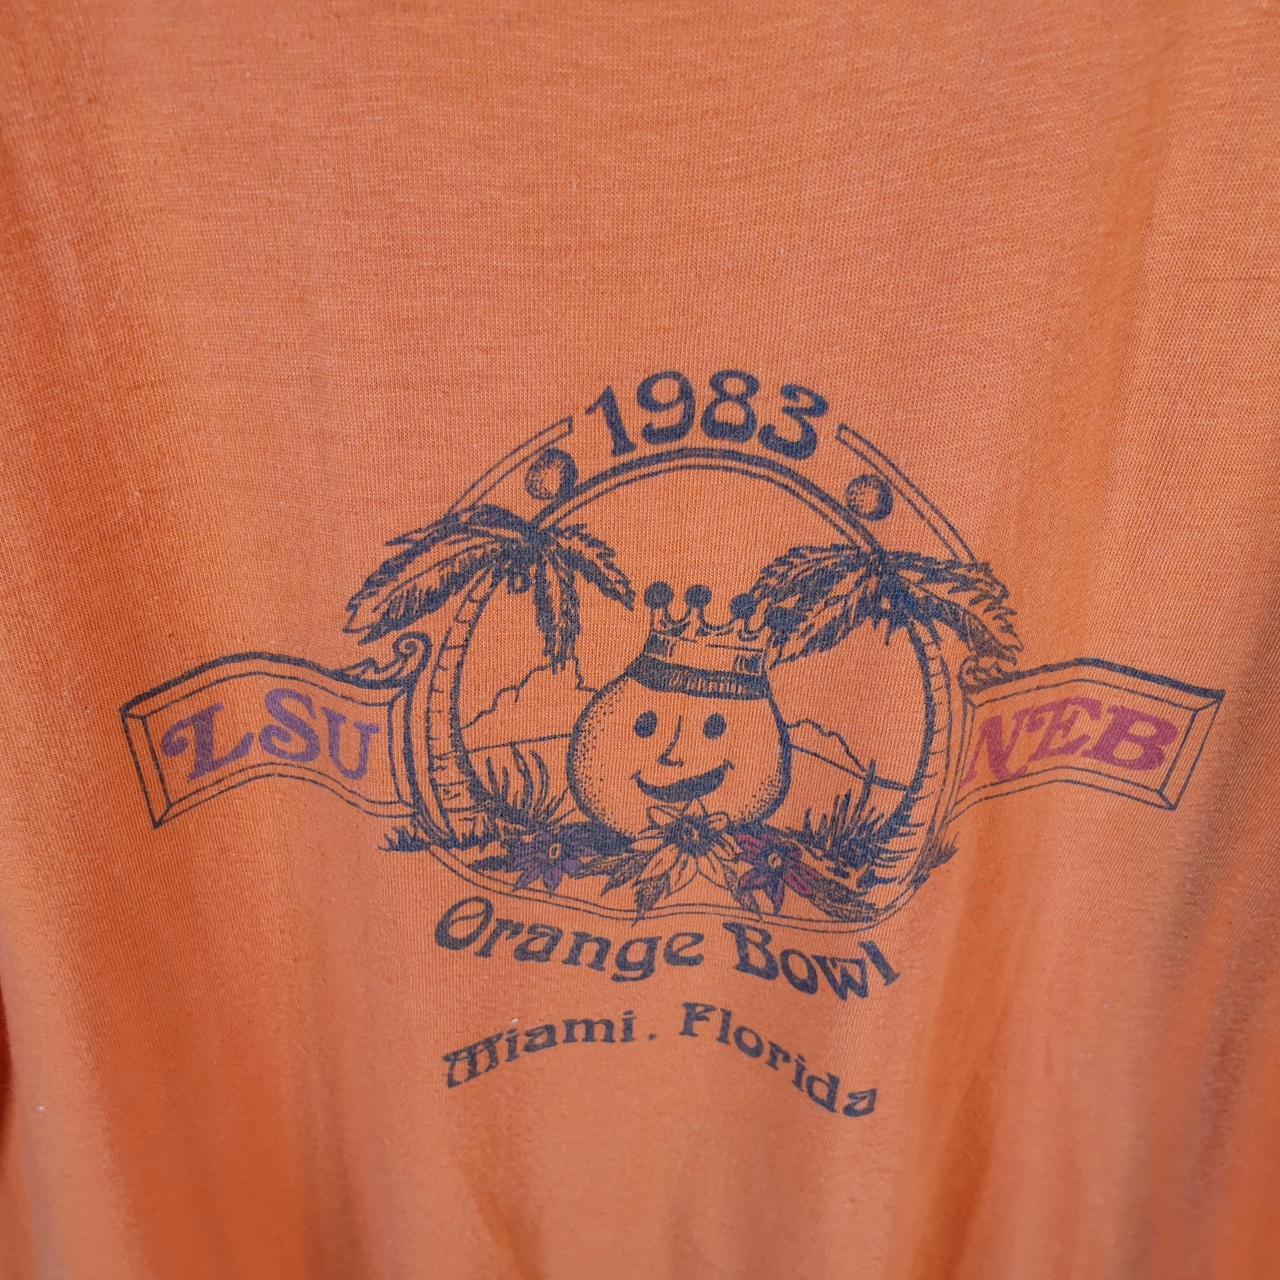 1983
LSU
NEB
Orange Bowl
Miami. Florida